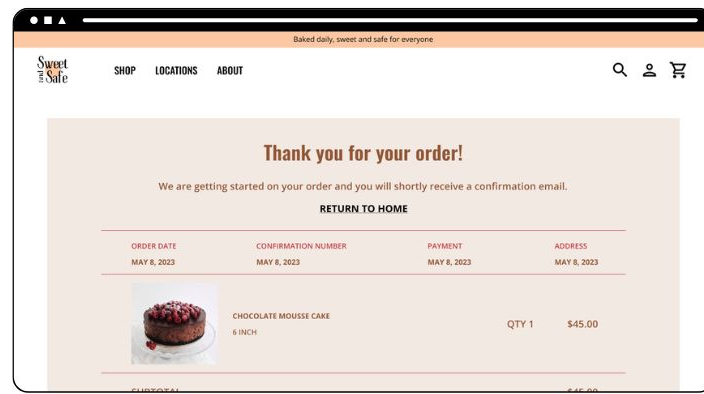 Baked daily, sweet and safe for everyone
Sweet
and Safe
SHOP LOCATIONS ABOUT
Thank you for your order!
We are getting started on your order and you will shortly receive a confirmation email.
RETURN TO HOME
ORDER DATE CONFIRMATION NUMBER PAYMENT ADDRESS
MAY 8, 2023 MAY 8, 2023 MAY 8, 2023 MAY 8, 2023
CHOCOLATE MOUSSE CAKE
QTY 1 $45.00
6 INCH
SUBTOTAL $45.00